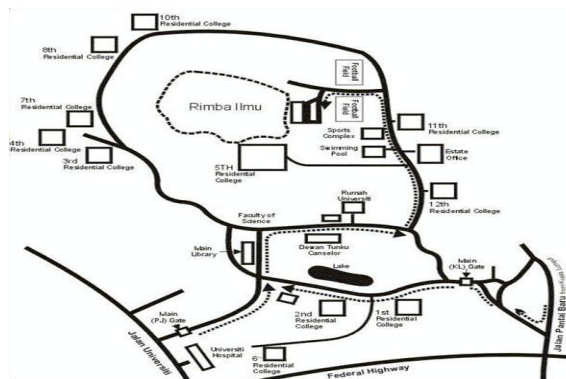 10th
Residential College
8th
Residential College
Football
Field
Football
Field
Rimba Ilmu
7th
Residential College
4th
Residential College
3rd
Residential College
Sports
Complex
11th
Residential College
Swimming
Pool
Estate
Office
5TH
Residential
College
Rumah
Universiti
12th
Residential College
Faculty of
Science
Main
Library
Dewan Tunku
Canselor
Lake
Main
(KL) Gate
Main
(PJ) Gate
2nd
Residential
College
1st
Residential
College
Jalan Universiti
Universiti
Hospital
6
Residential
College
Federal Highway
Jalan Pantai Baru